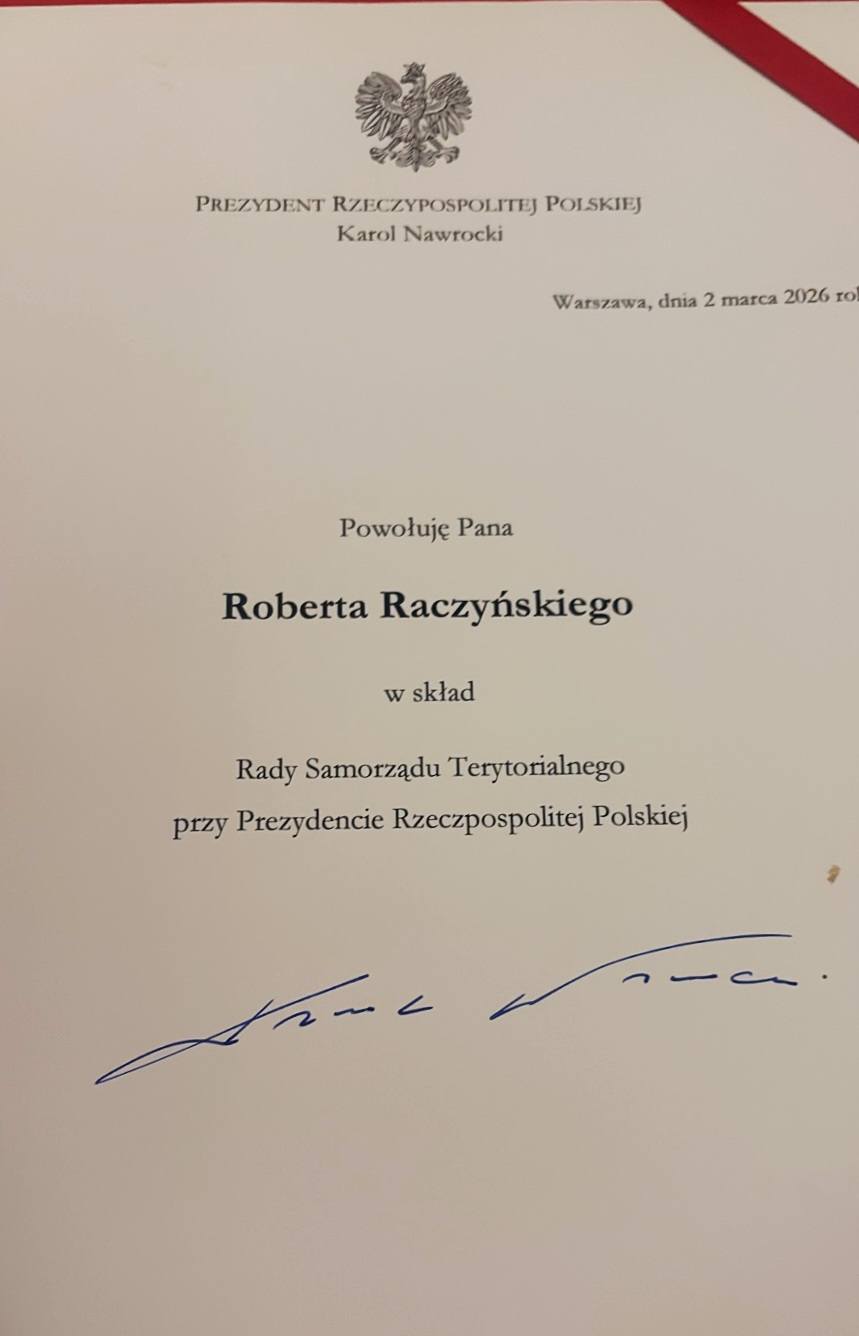 PREZYDENT RZECZYPOSPOLITEJ POLSKIEJ
Karol Nawrocki
Warszawa, dnia 2 marca 2026
Powołuję Pana
Roberta Raczyńskiego
w skład
Rady Samorządu Terytorialnego
przy Prezydencie Rzeczpospolitej Polskiej